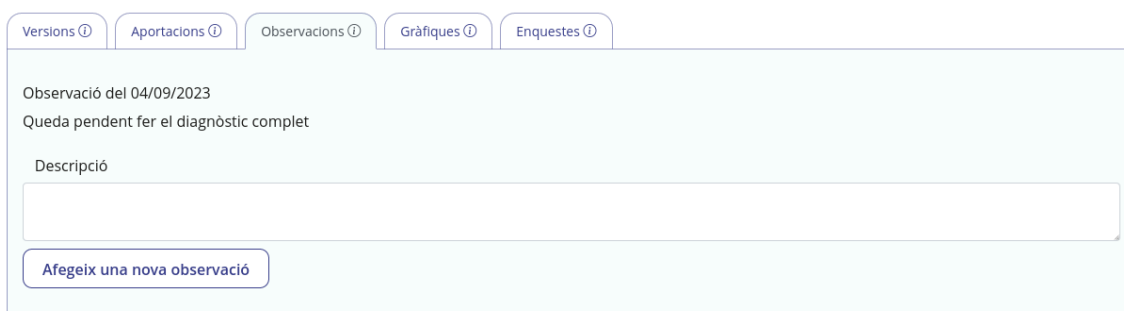 Versions Aportacions Observacions Gràfiques Enquestes
Observació del 04/09/2023
Queda pendent fer el diagnòstic complet
Descripció
Afegeix una nova observació